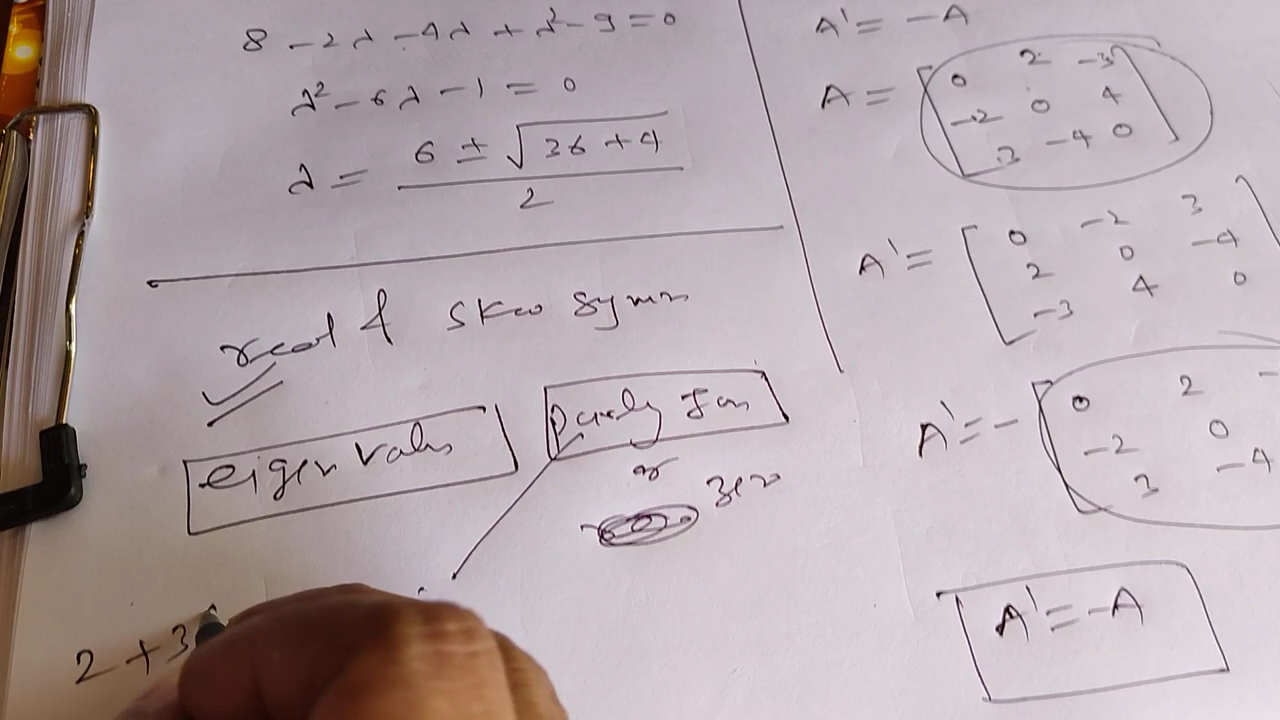 8 - 2λ - 4λ + λ² - 9 = 0
λ² - 6λ - 1 = 0
λ = 6 ± √36 + 4
2
real & skew symm
eigen values
purely Im
or
zero
2 + 3
A' = -A
A = 0 2 -3
-2 0 4
3 -4 0
A' = 0 -2 3
2 0 -4
-3 4 0
A' = - 0 2 -
-2 0
3 -4
A' = -A